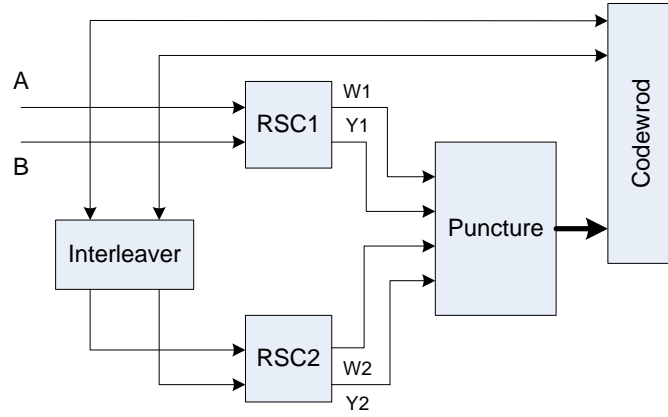 A
B
RSC1
W1
Y1
Codewrod
Puncture
Interleaver
RSC2
W2
Y2